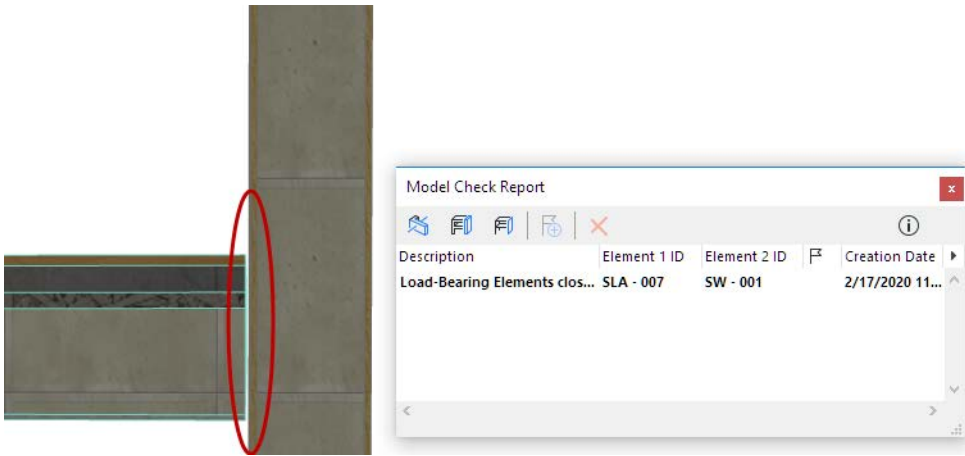 Model Check Report
x
Description Element 1 ID Element 2 ID Creation Date
Load-Bearing Elements clos... SLA - 007 SW - 001 2/17/2020 11...